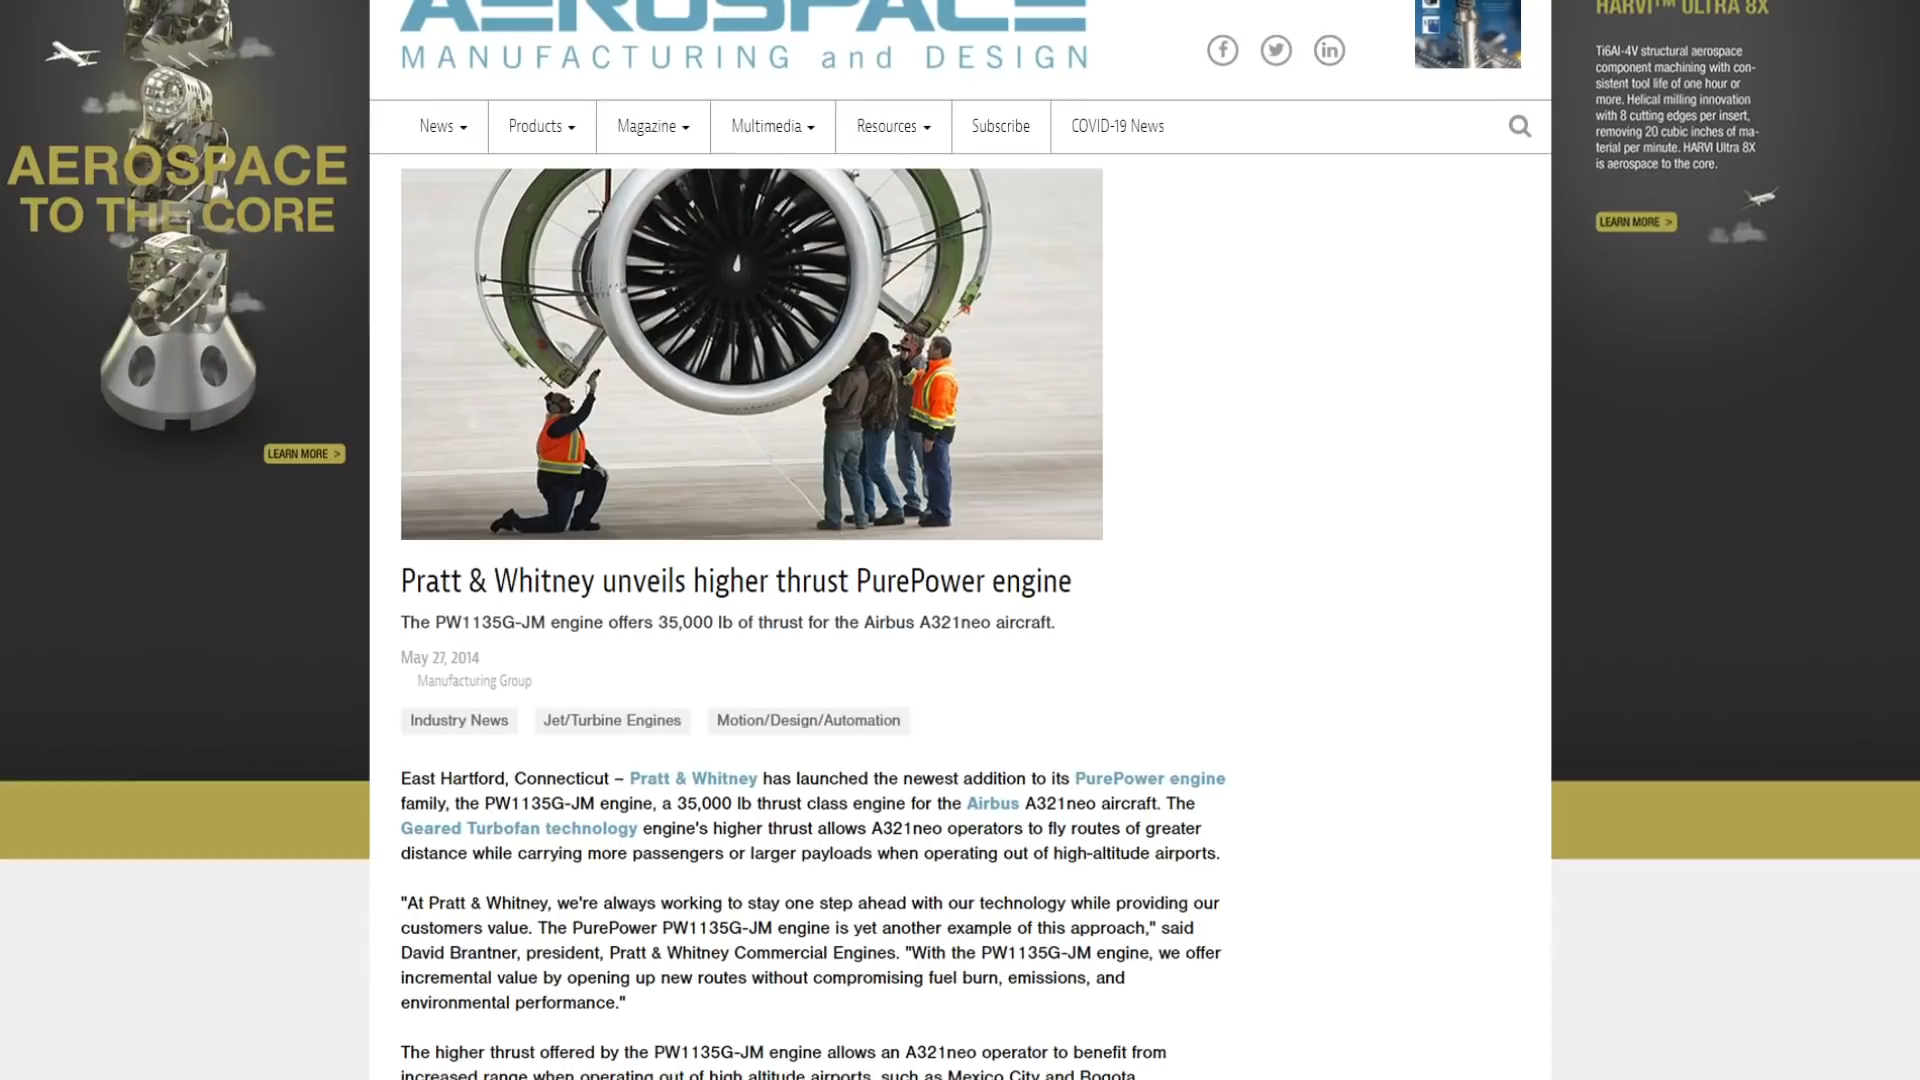 AEROSPACE
MANUFACTURING and DESIGN
News
Products
Magazine
Multimedia
Resources
Subscribe
COVID-19 News
AEROSPACE
TO THE CORE
LEARN MORE >
HARVI™ ULTRA 8X
Ti6Al-4V structural aerospace
component machining with con-
sistent tool life of one hour or
more. Helical milling innovation
with 8 cutting edges per insert,
removing 20 cubic inches of ma-
terial per minute. HARVI Ultra 8X
is aerospace to the core.
LEARN MORE >
Pratt & Whitney unveils higher thrust PurePower engine
The PW1135G-JM engine offers 35,000 lb of thrust for the Airbus A321neo aircraft.
May 27, 2014
Manufacturing Group
Industry News
Jet/Turbine Engines
Motion/Design/Automation
East Hartford, Connecticut – Pratt & Whitney has launched the newest addition to its PurePower engine
family, the PW1135G-JM engine, a 35,000 lb thrust class engine for the Airbus A321neo aircraft. The
Geared Turbofan technology engine's higher thrust allows A321neo operators to fly routes of greater
distance while carrying more passengers or larger payloads when operating out of high-altitude airports.
"At Pratt & Whitney, we're always working to stay one step ahead with our technology while providing our
customers value. The PurePower PW1135G-JM engine is yet another example of this approach," said
David Brantner, president, Pratt & Whitney Commercial Engines. "With the PW1135G-JM engine, we offer
incremental value by opening up new routes without compromising fuel burn, emissions, and
environmental performance."
The higher thrust offered by the PW1135G-JM engine allows an A321neo operator to benefit from
increased range when operating out of high altitude airports, such as Mexico City and Bogota,